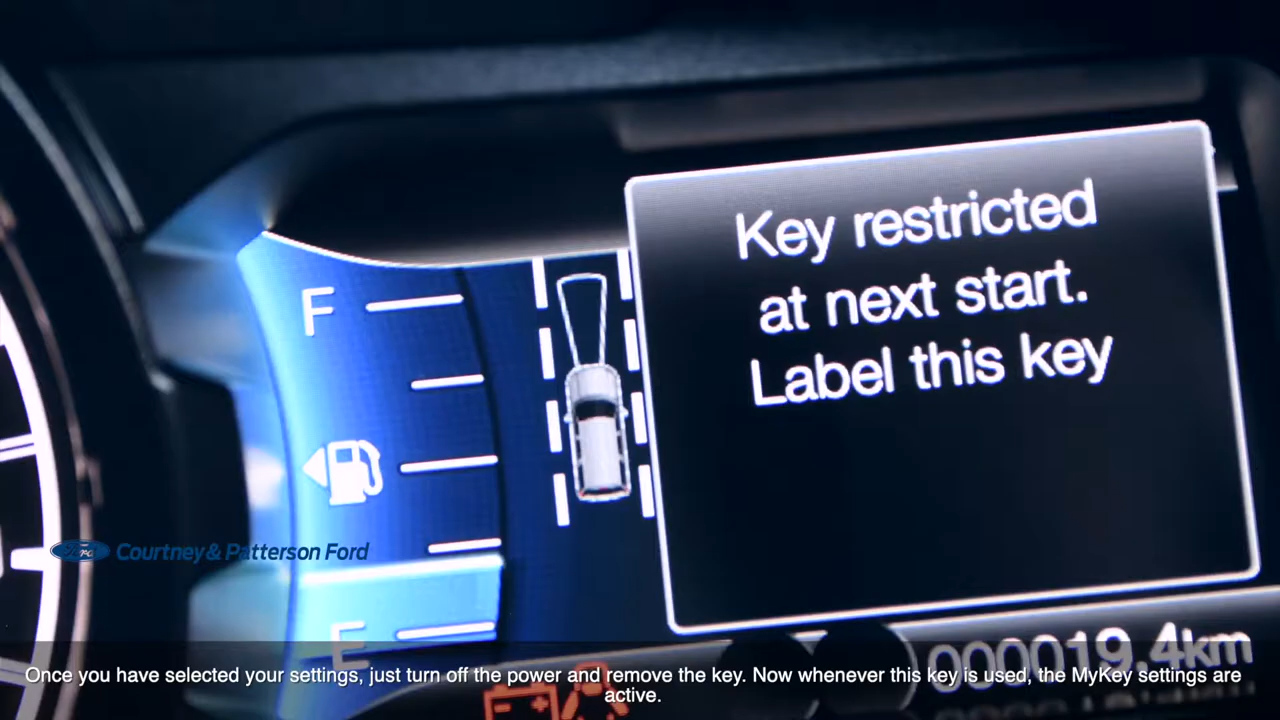 Key restricted
at next start.
Label this key
F
E
Ford
Courtney & Patterson Ford
000019.4km
Once you have selected your settings, just turn off the power and remove the key. Now whenever this key is used, the MyKey settings are
active.